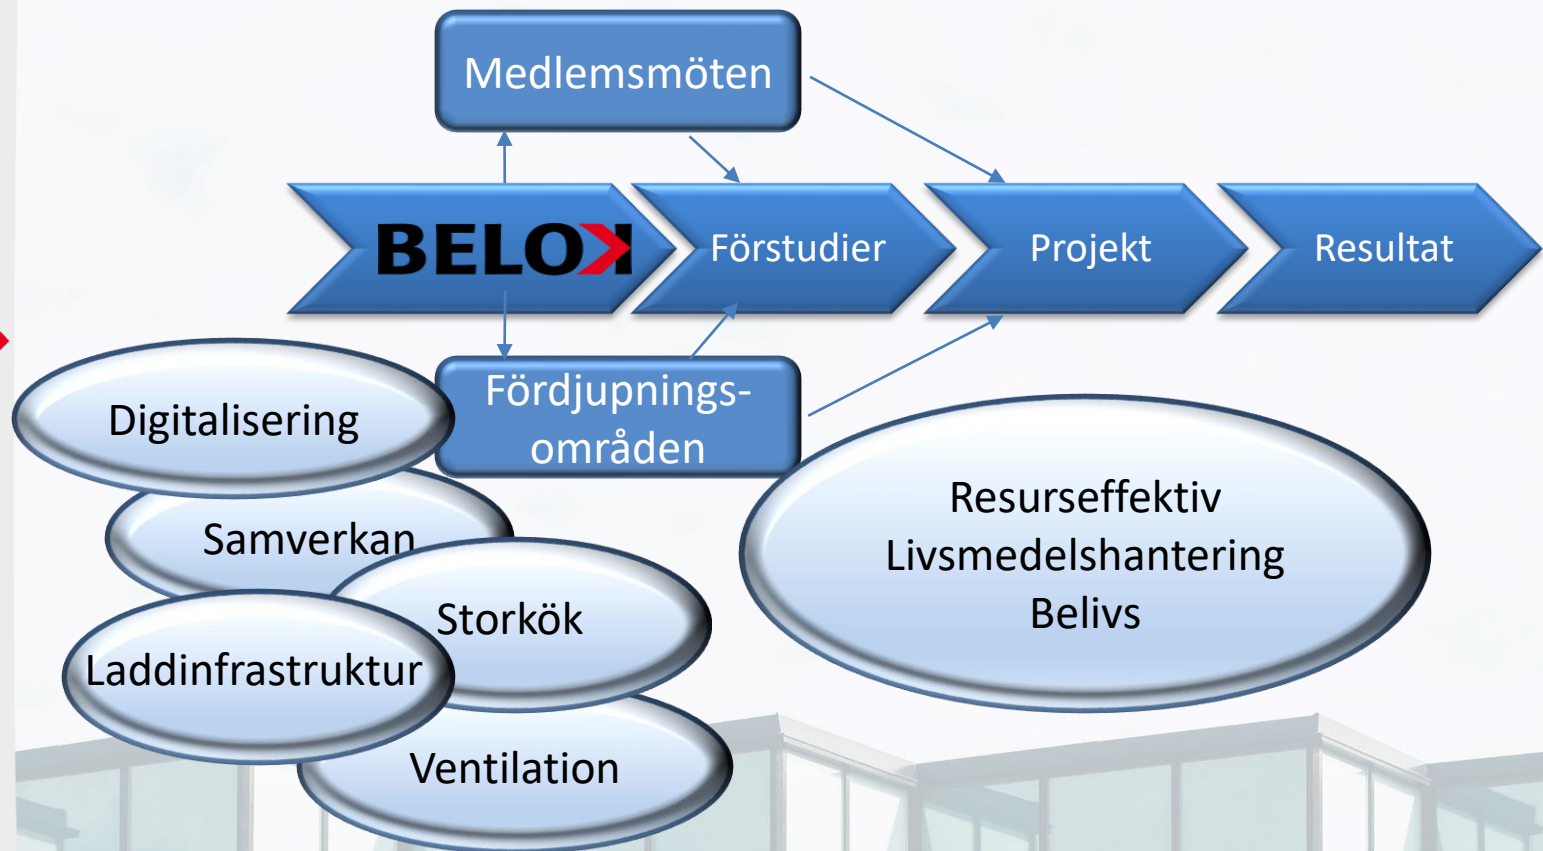 Medlemsmöten
BELOK
Förstudier
Projekt
Resultat
Fördjupnings-
områden
Digitalisering
Samverkan
Storkök
Laddinfrastruktur
Ventilation
Resurseffektiv
Livsmedelshantering
Belivs